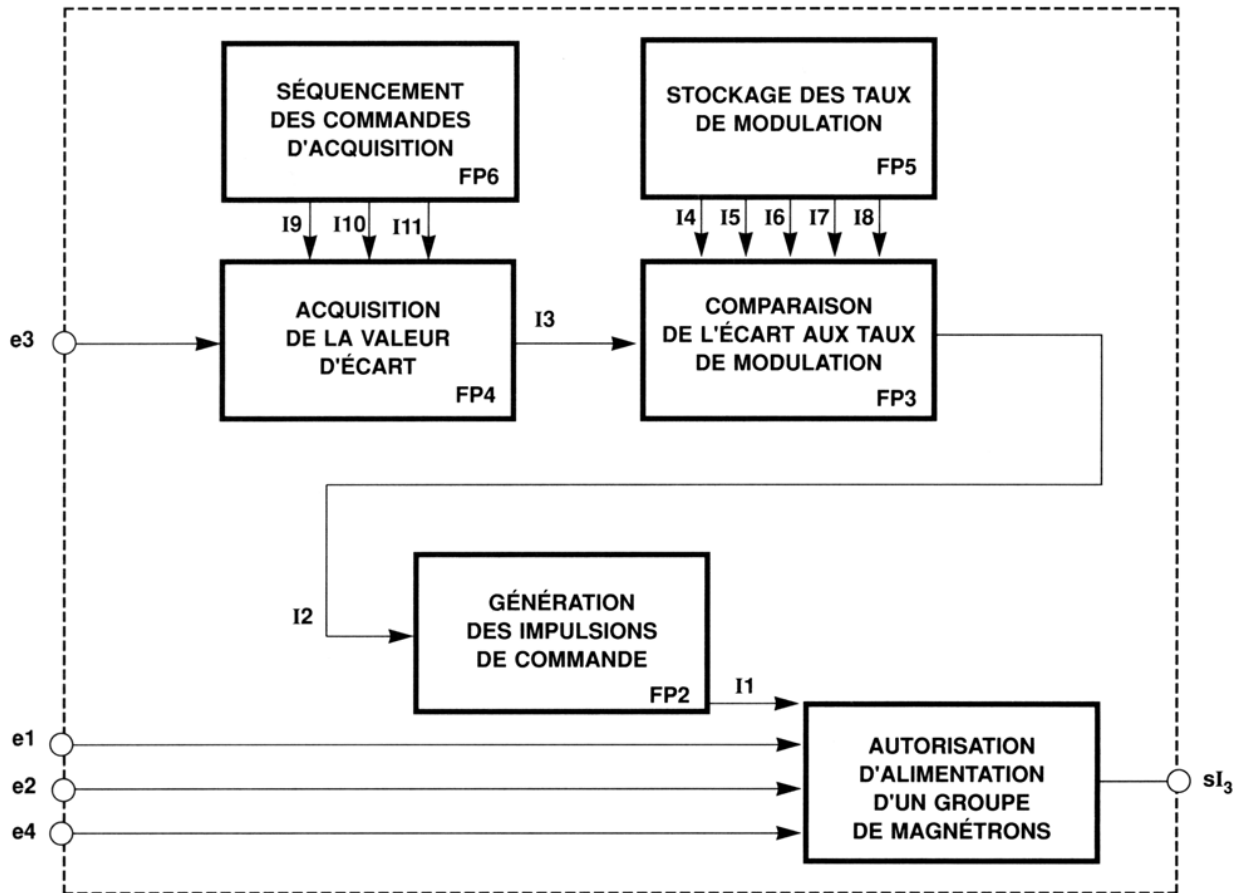 SÉQUENCEMENT
DES COMMANDES
D'ACQUISITION
FP6
STOCKAGE DES TAUX
DE MODULATION
FP5
I9
I10
I11
I4
I5
I6
I7
I8
e3
ACQUISITION
DE LA VALEUR
D'ÉCART
FP4
I3
COMPARAISON
DE L'ÉCART AUX TAUX
DE MODULATION
FP3
I2
GÉNÉRATION
DES IMPULSIONS
DE COMMANDE
FP2
I1
e1
e2
e4
AUTORISATION
D'ALIMENTATION
D'UN GROUPE
DE MAGNÉTRONS
sI3